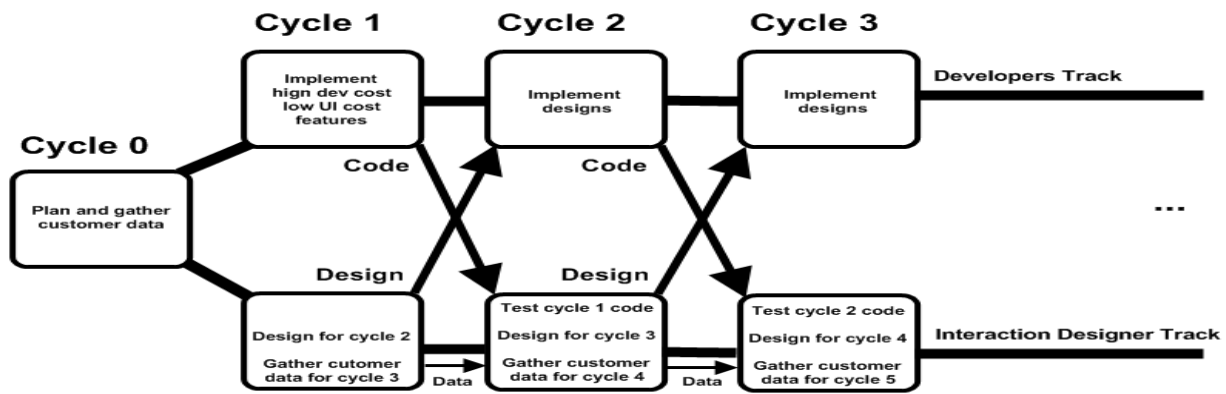 Cycle 1
Cycle 2
Cycle 3
Implement
hign dev cost
low UI cost
features
Implement
designs
Implement
designs
Developers Track
Cycle 0
Code
Code
Plan and gather
customer data
...
Design
Design
Design for cycle 2
Gather cutomer
data for cycle 3
Test cycle 1 code
Design for cycle 3
Gather customer
data for cycle 4
Test cycle 2 code
Design for cycle 4
Gather customer
data for cycle 5
Interaction Designer Track
Data
Data